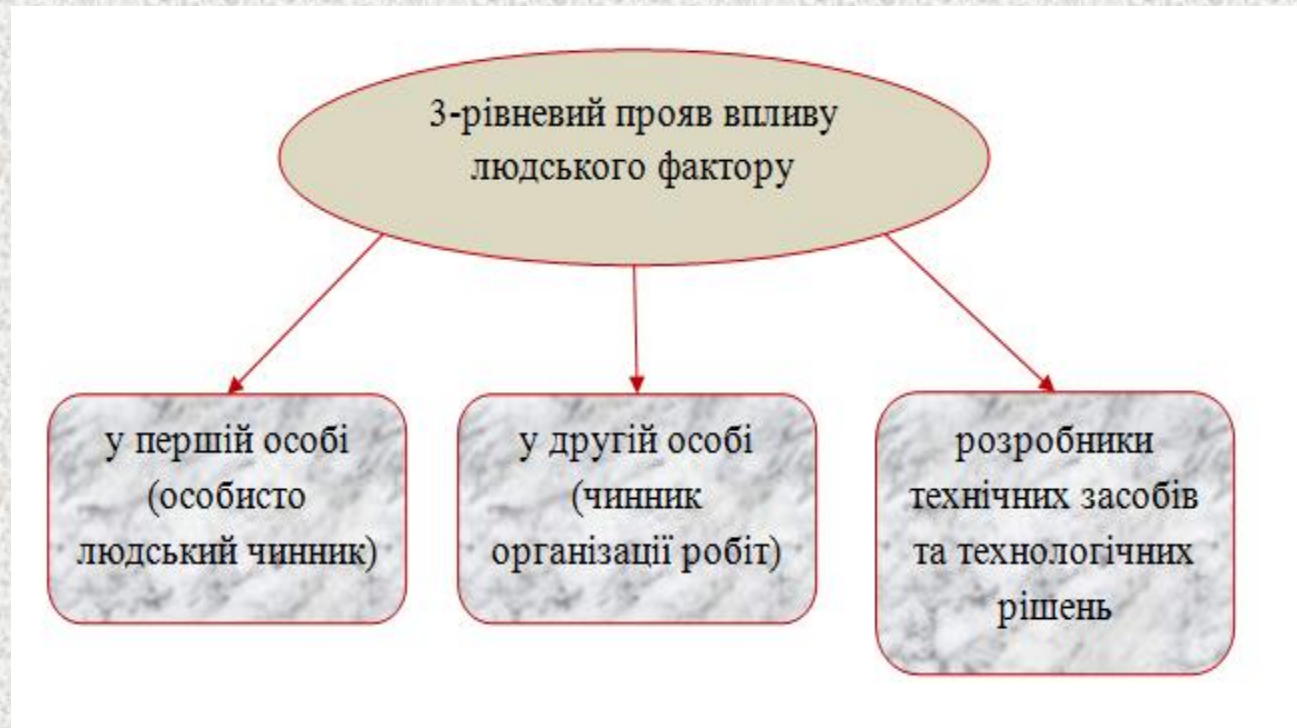 3-рівневий прояв впливу
людського фактору
у першій особі
(особисто
людський чинник)
у другій особі
(чинник
організації робіт)
розробники
технічних засобів
та технологічних
рішень